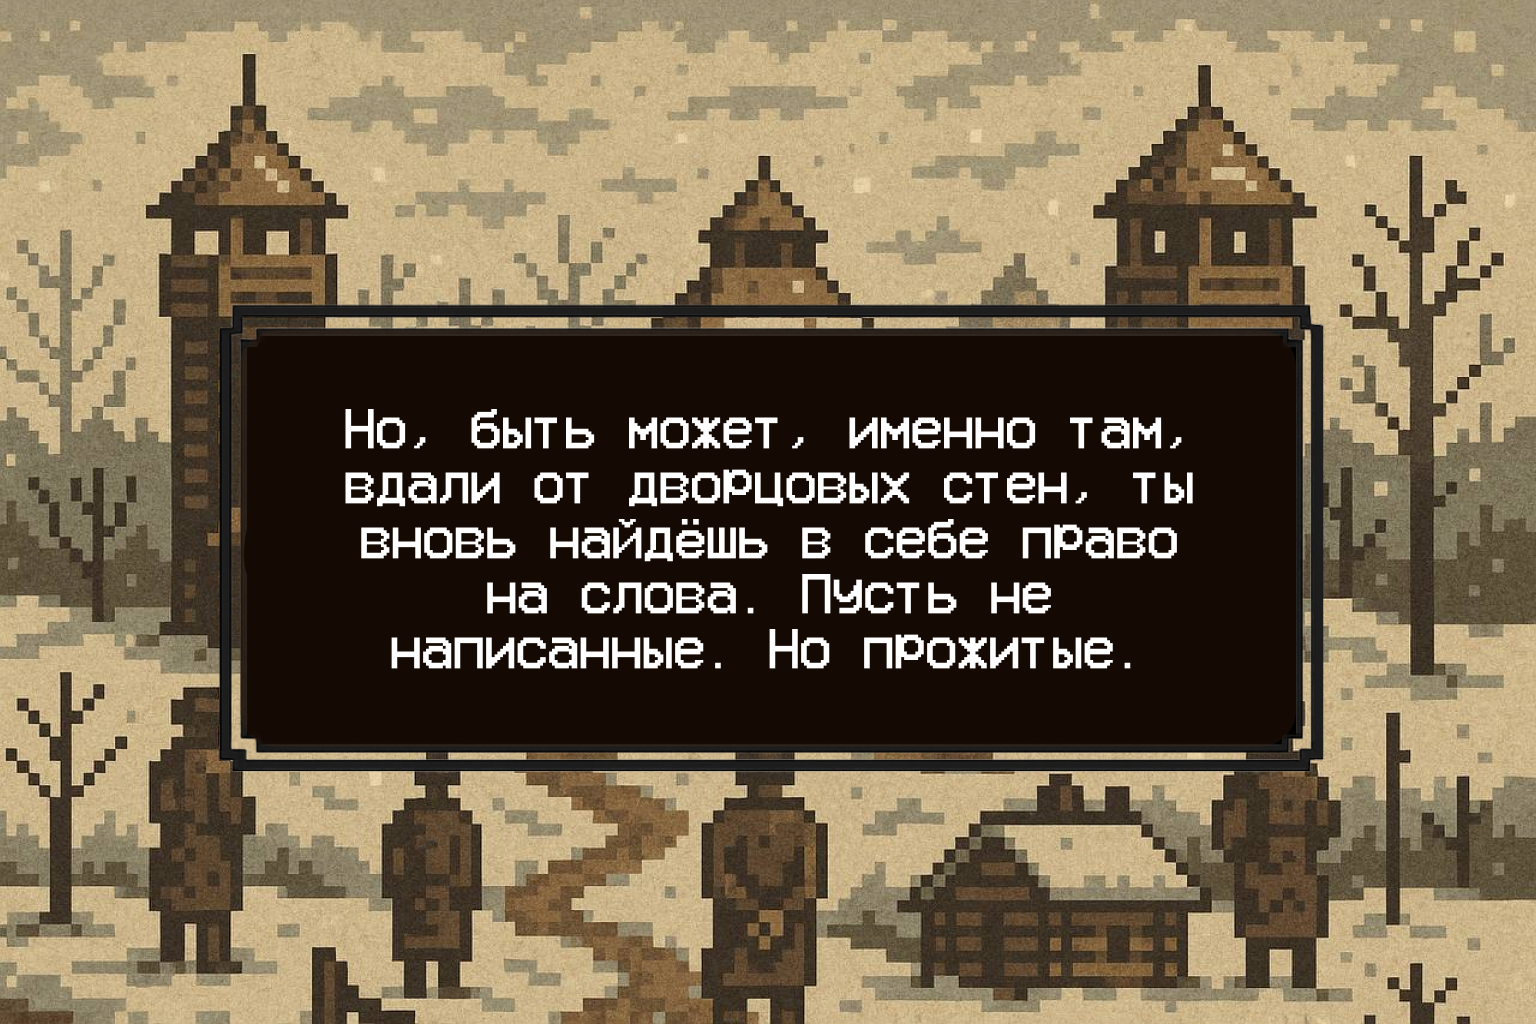 Но, быть может, именно там,
вдали от дворцовых стен, ты
вновь найдёшь в себе право
на слова. Пусть не
написанные. Но прожитые.